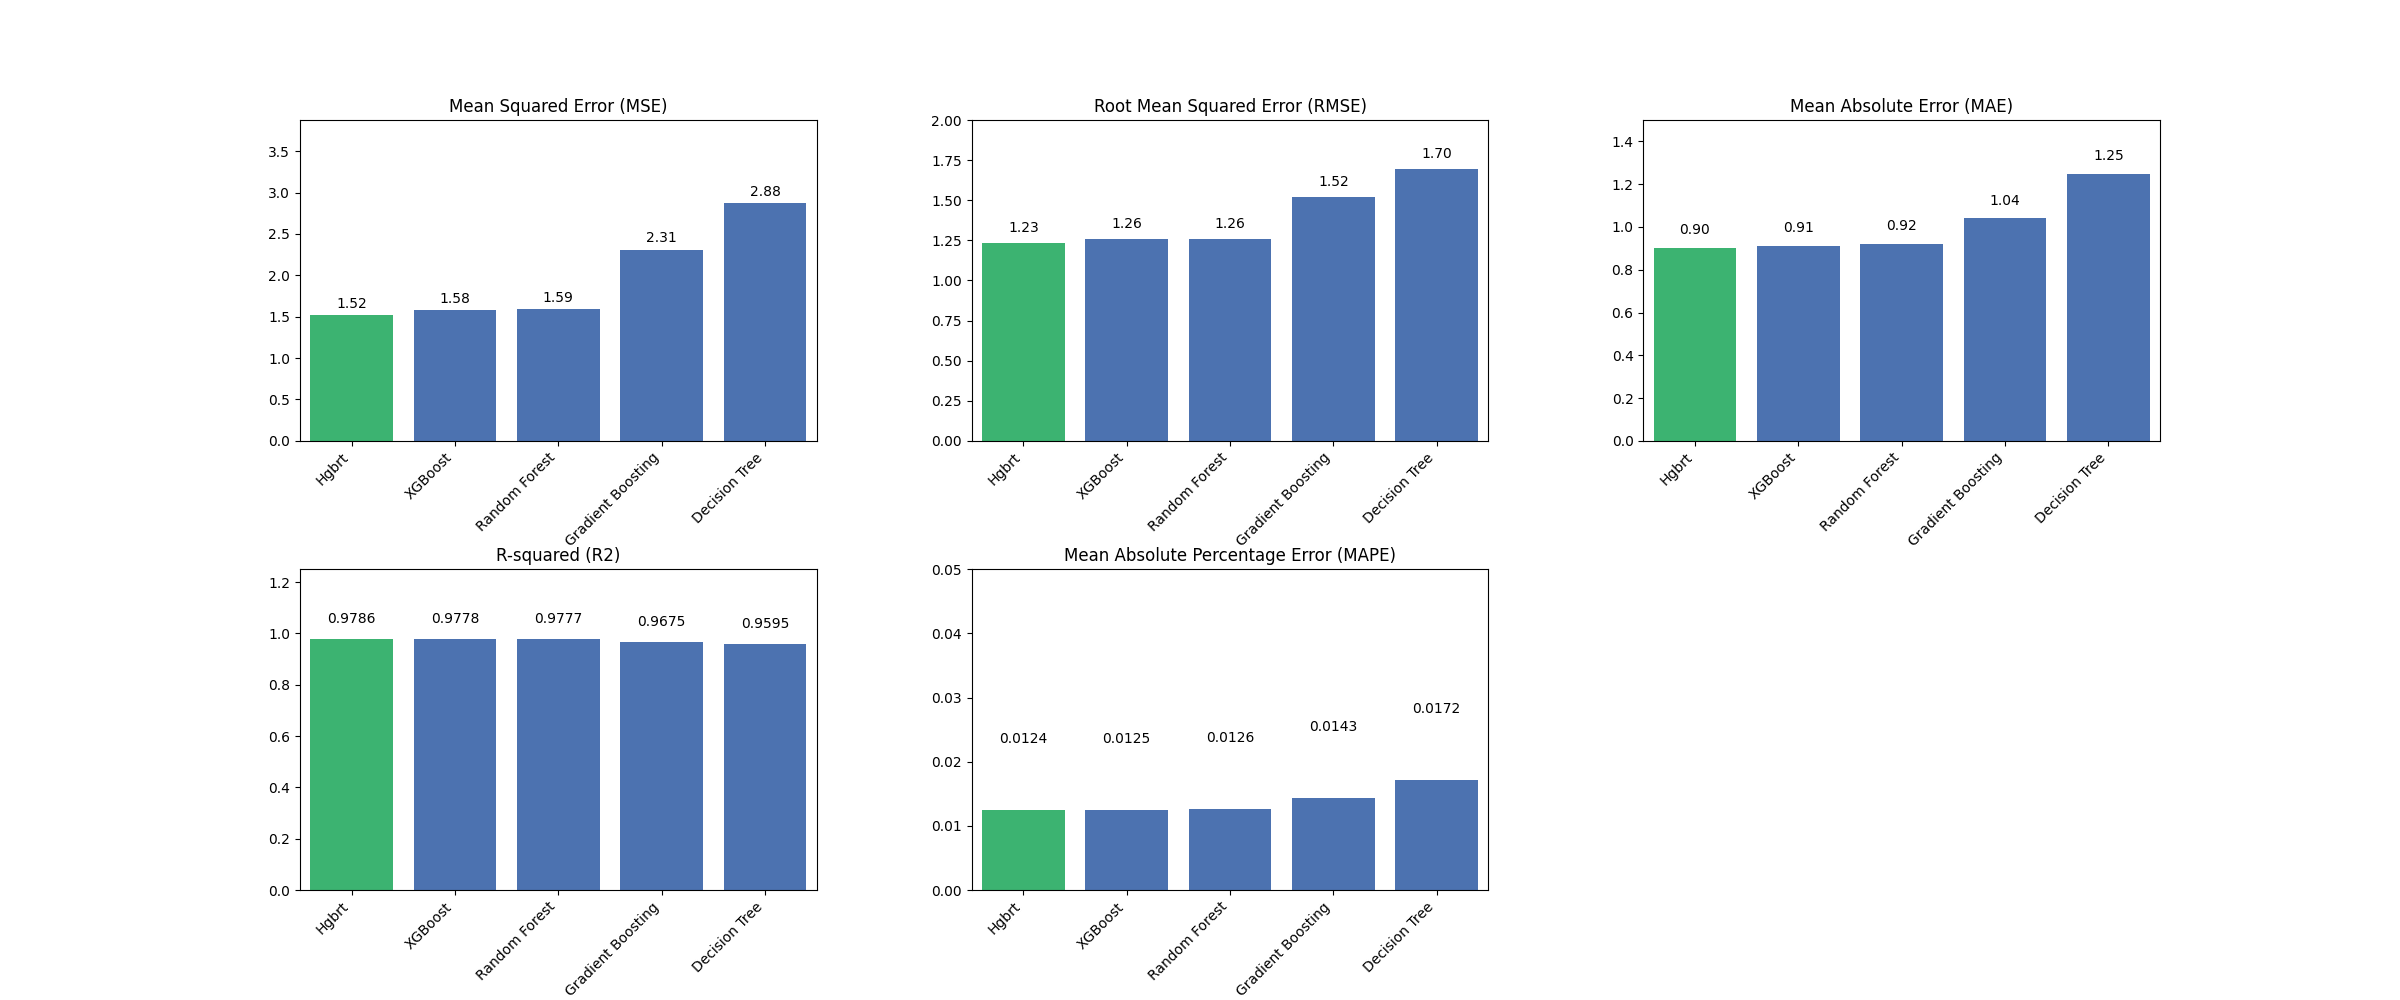 Mean Squared Error (MSE)
3.5
3.0
2.5
2.0
1.5
1.0
0.5
0.0
1.52
1.58
1.59
2.31
2.88
Hgbrt
XGBoost
Random Forest
Gradient Boosting
Decision Tree
Root Mean Squared Error (RMSE)
2.00
1.75
1.50
1.25
1.00
0.75
0.50
0.25
0.00
1.23
1.26
1.26
1.52
1.70
Hgbrt
XGBoost
Random Forest
Gradient Boosting
Decision Tree
Mean Absolute Error (MAE)
1.4
1.2
1.0
0.8
0.6
0.4
0.2
0.0
0.90
0.91
0.92
1.04
1.25
Hgbrt
XGBoost
Random Forest
Gradient Boosting
Decision Tree
R-squared (R2)
1.2
1.0
0.8
0.6
0.4
0.2
0.0
0.9786
0.9778
0.9777
0.9675
0.9595
Hgbrt
XGBoost
Random Forest
Gradient Boosting
Decision Tree
Mean Absolute Percentage Error (MAPE)
0.05
0.04
0.03
0.02
0.01
0.00
0.0124
0.0125
0.0126
0.0143
0.0172
Hgbrt
XGBoost
Random Forest
Gradient Boosting
Decision Tree